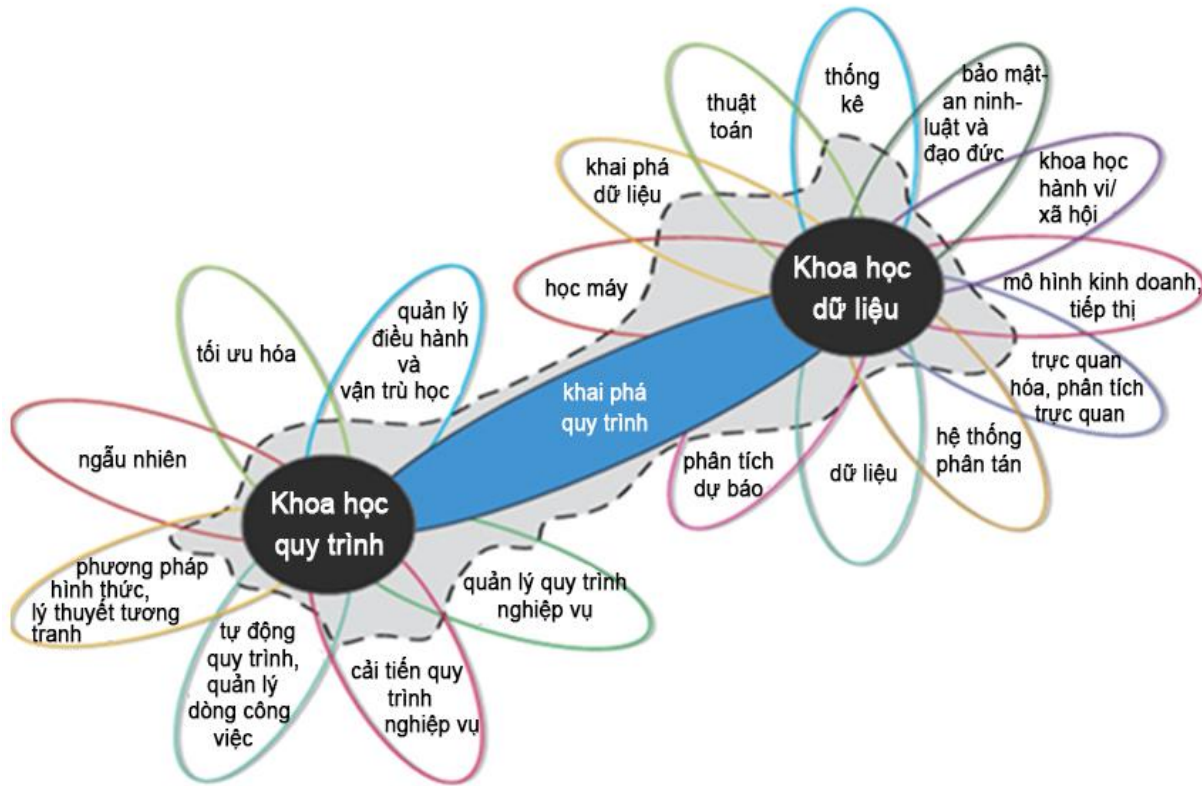 thống
kê
bảo mật-
an ninh-
luật và
đạo đức
thuật
toán
khai phá
dữ liệu
khoa học
hành vi/
xã hội
học máy
Khoa học
dữ liệu
mô hình kinh doanh,
tiếp thị
trực quan
hóa, phân tích
trực quan
hệ thống
phân tán
dữ liệu
phân tích
dự báo
khai phá
quy trình
quản lý
điều hành
và
vận trù học
tối ưu hóa
ngẫu nhiên
Khoa học
quy trình
phương pháp
hình thức,
lý thuyết tương
tranh
tự động
quy trình,
quản lý
dòng công
việc
cải tiến quy
trình
nghiệp vụ
quản lý quy trình
nghiệp vụ